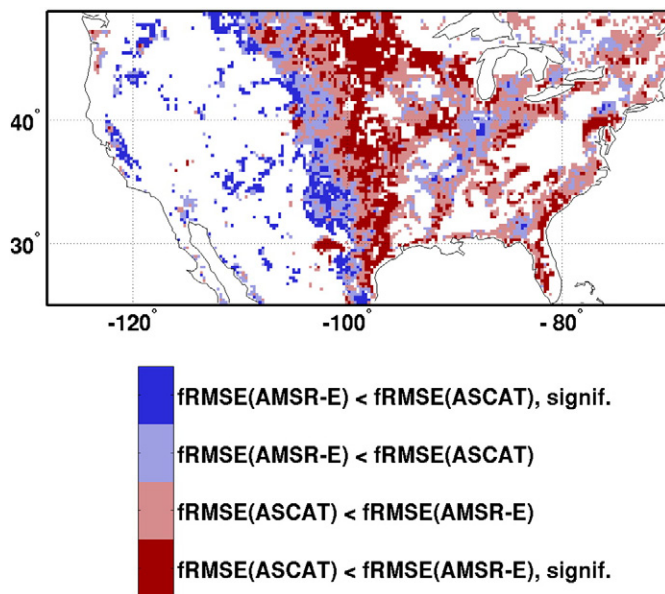 40°
30°
-120° -100° -80°
fRMSE(AMSR-E) < fRMSE(ASCAT), signif.
fRMSE(AMSR-E) < fRMSE(ASCAT)
fRMSE(ASCAT) < fRMSE(AMSR-E)
fRMSE(ASCAT) < fRMSE(AMSR-E), signif.